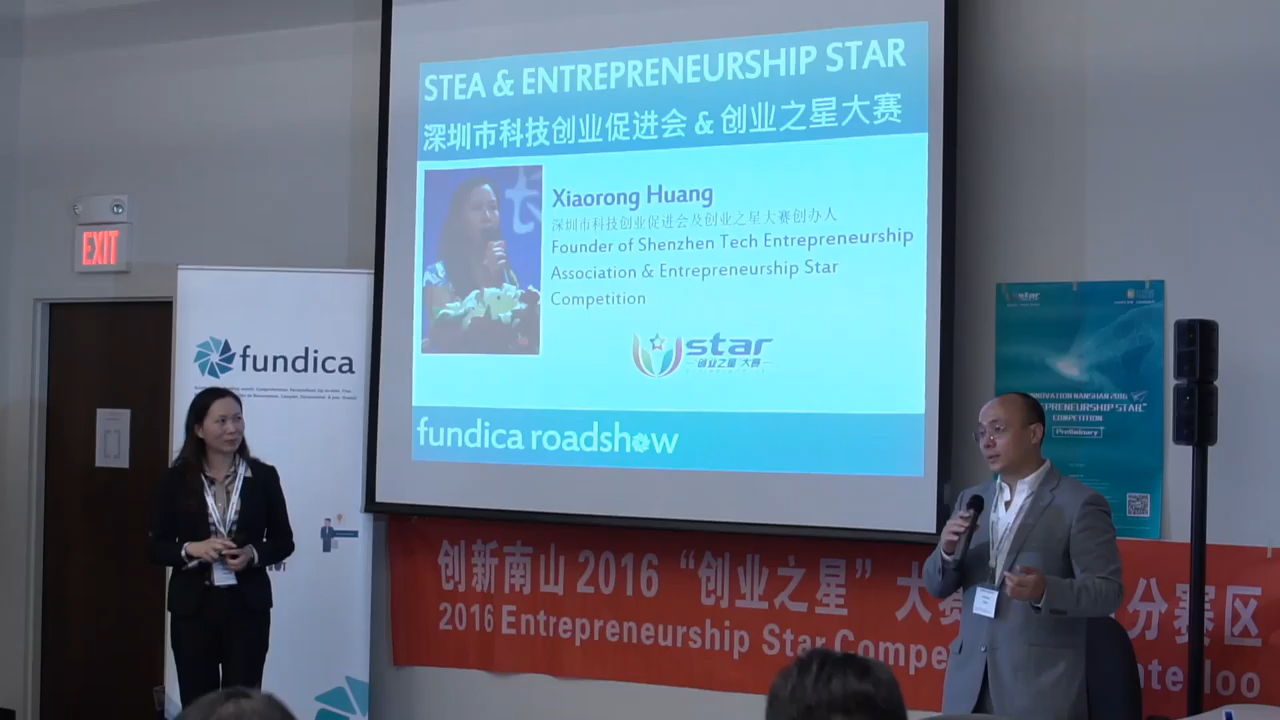 STEA & ENTREPRENEURSHIP STAR
深圳市科技创业促进会 & 创业之星大赛
Xiaorong Huang
深圳市科技创业促进会及创业之星大赛创办人
Founder of Shenzhen Tech Entrepreneurship
Association & Entrepreneurship Star
Competition
star
创业之星 大赛
fundica roadshow
EXIT
fundica
star
NOVATION NANSHAN 2016
EPRENEURSHIP STAR"
COMPETITION
Preliminary
创新南山 2016 “创业之星” 大 分赛区
2016 Entrepreneurship Star Compe